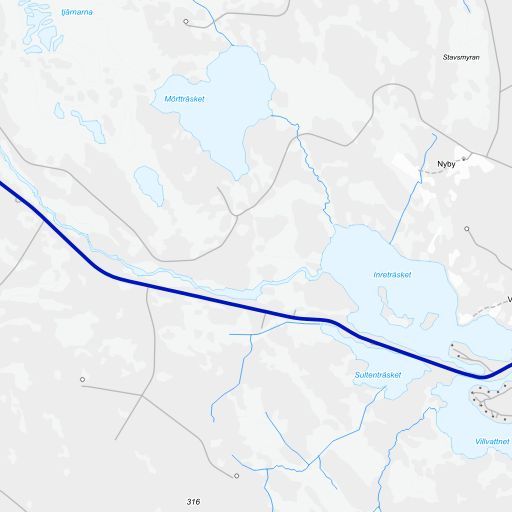 tjärnarna
Stavsmyran
Mörtträsket
Nyby
Inreträsket
V
Sultenträsket
Villvattnet
316